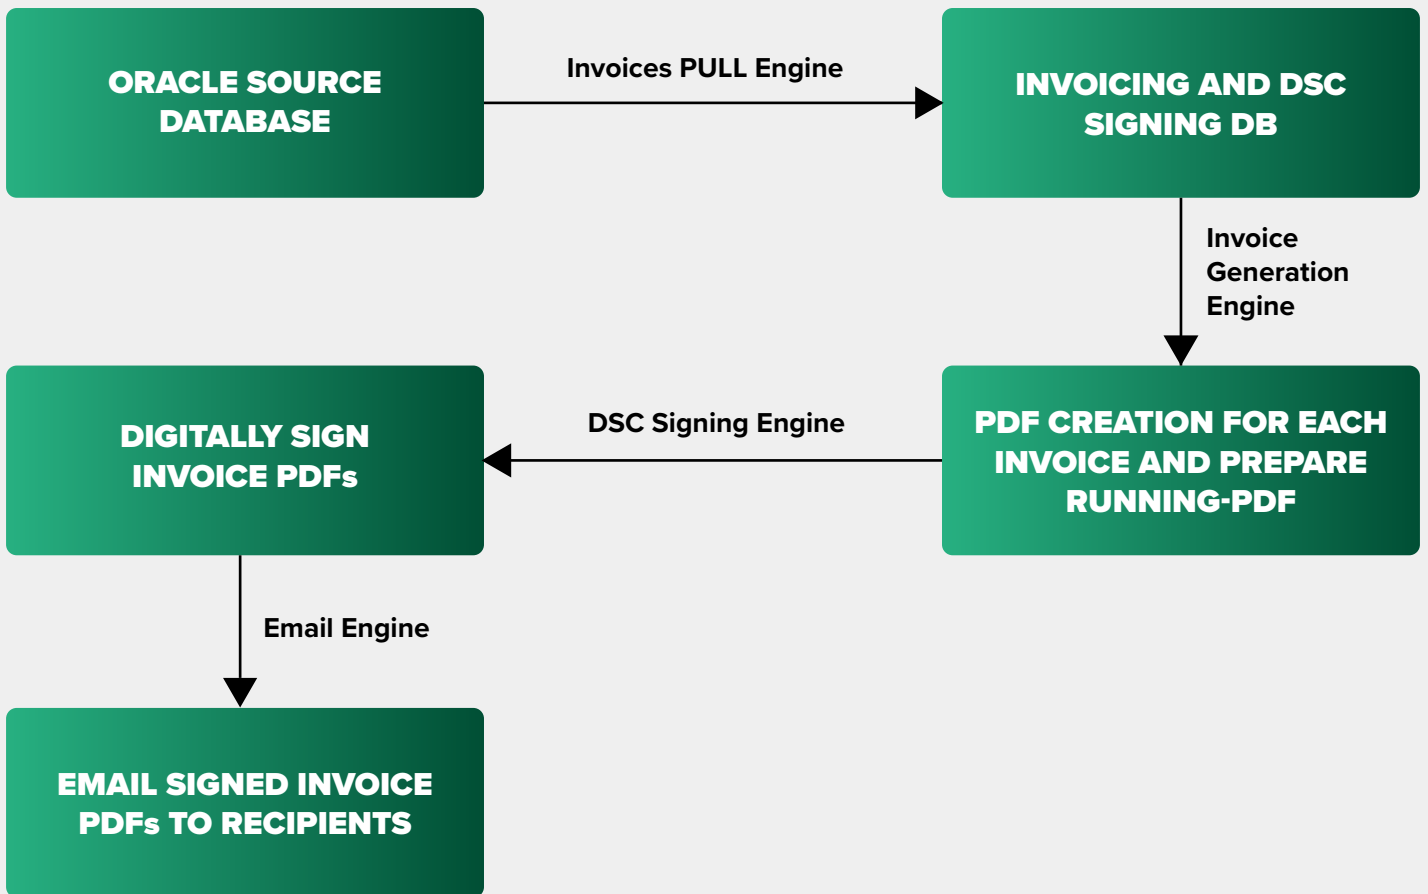 ORACLE SOURCE
DATABASE
Invoices PULL Engine
INVOICING AND DSC
SIGNING DB
Invoice
Generation
Engine
PDF CREATION FOR EACH
INVOICE AND PREPARE
RUNNING-PDF
DSC Signing Engine
DIGITALLY SIGN
INVOICE PDFs
Email Engine
EMAIL SIGNED INVOICE
PDFs TO RECIPIENTS